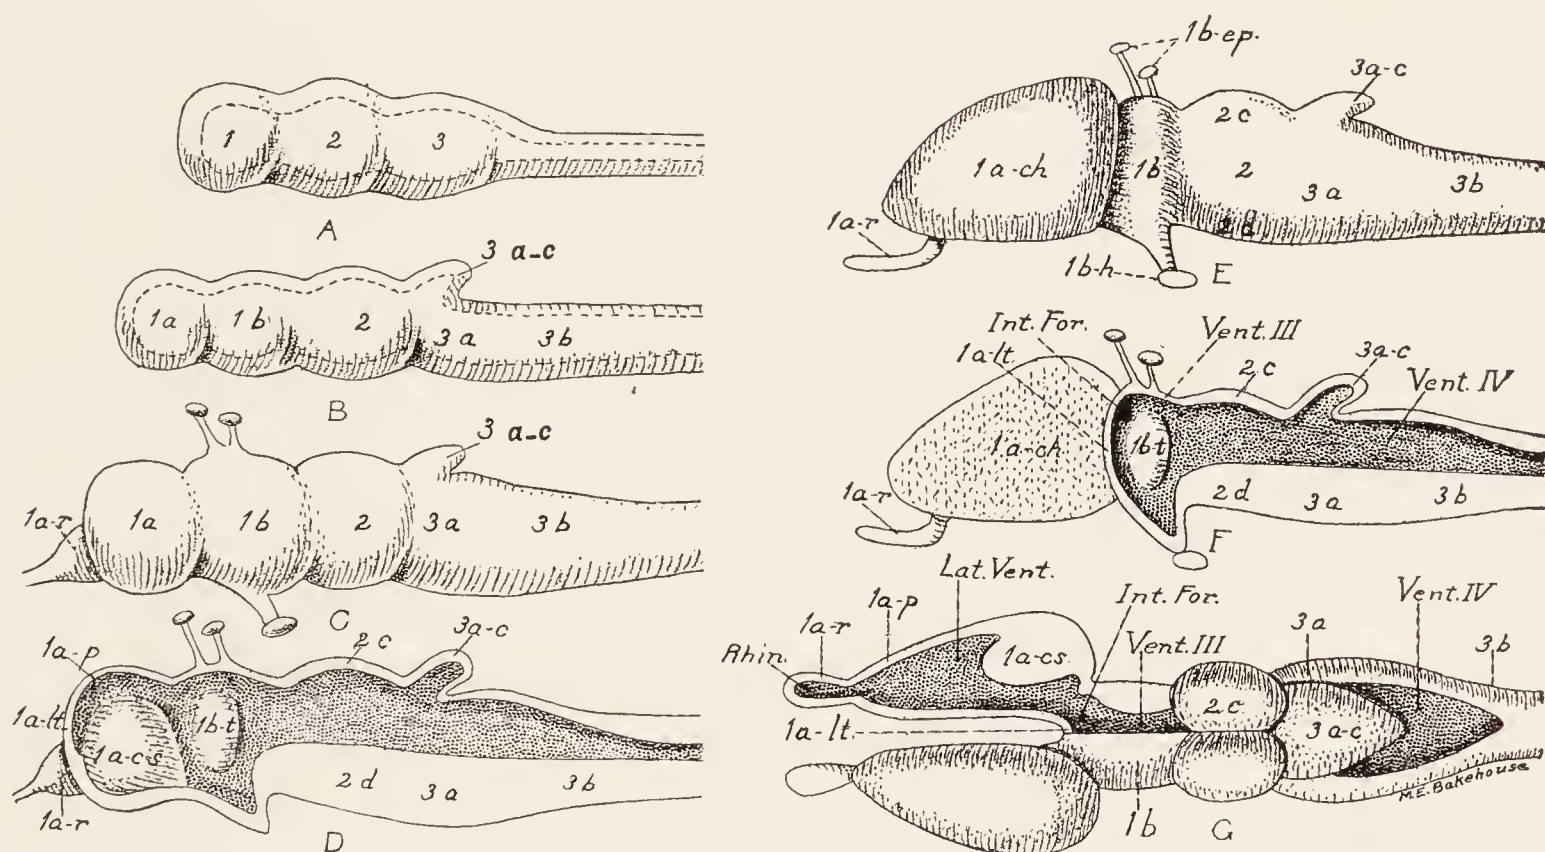 1 2 3
A
3 a-c
1a 1b 2 3a 3b
B
3 a-c
1a-r 1a 1b 2 3a 3b
C
1a-p 2c 3a-c
1a-lt. 1b-t
1a-cs
2d 3a 3b
1a-r
D
1b-ep.
3a-c
2c
1a-ch 1b 2 3a 3b
1a-r 2d
1b-h
E
Int. For. Vent. III
1a-lt. 2c 3a-c Vent. IV
1a-ch 1b-t
1a-r 2d 3a 3b
F
Lat. Vent.
1a-p Int. For. Vent. IV
1a-r Vent. III 3a 3b
Rhin. 1a-cs.
2c 3a-c
1a-lt.
M.E. Bakehouse
1b G